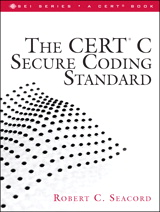 SEI SERIES • A CERT® BOOK
THE CERT® C
SECURE CODING
STANDARD
ROBERT C. SEACORD